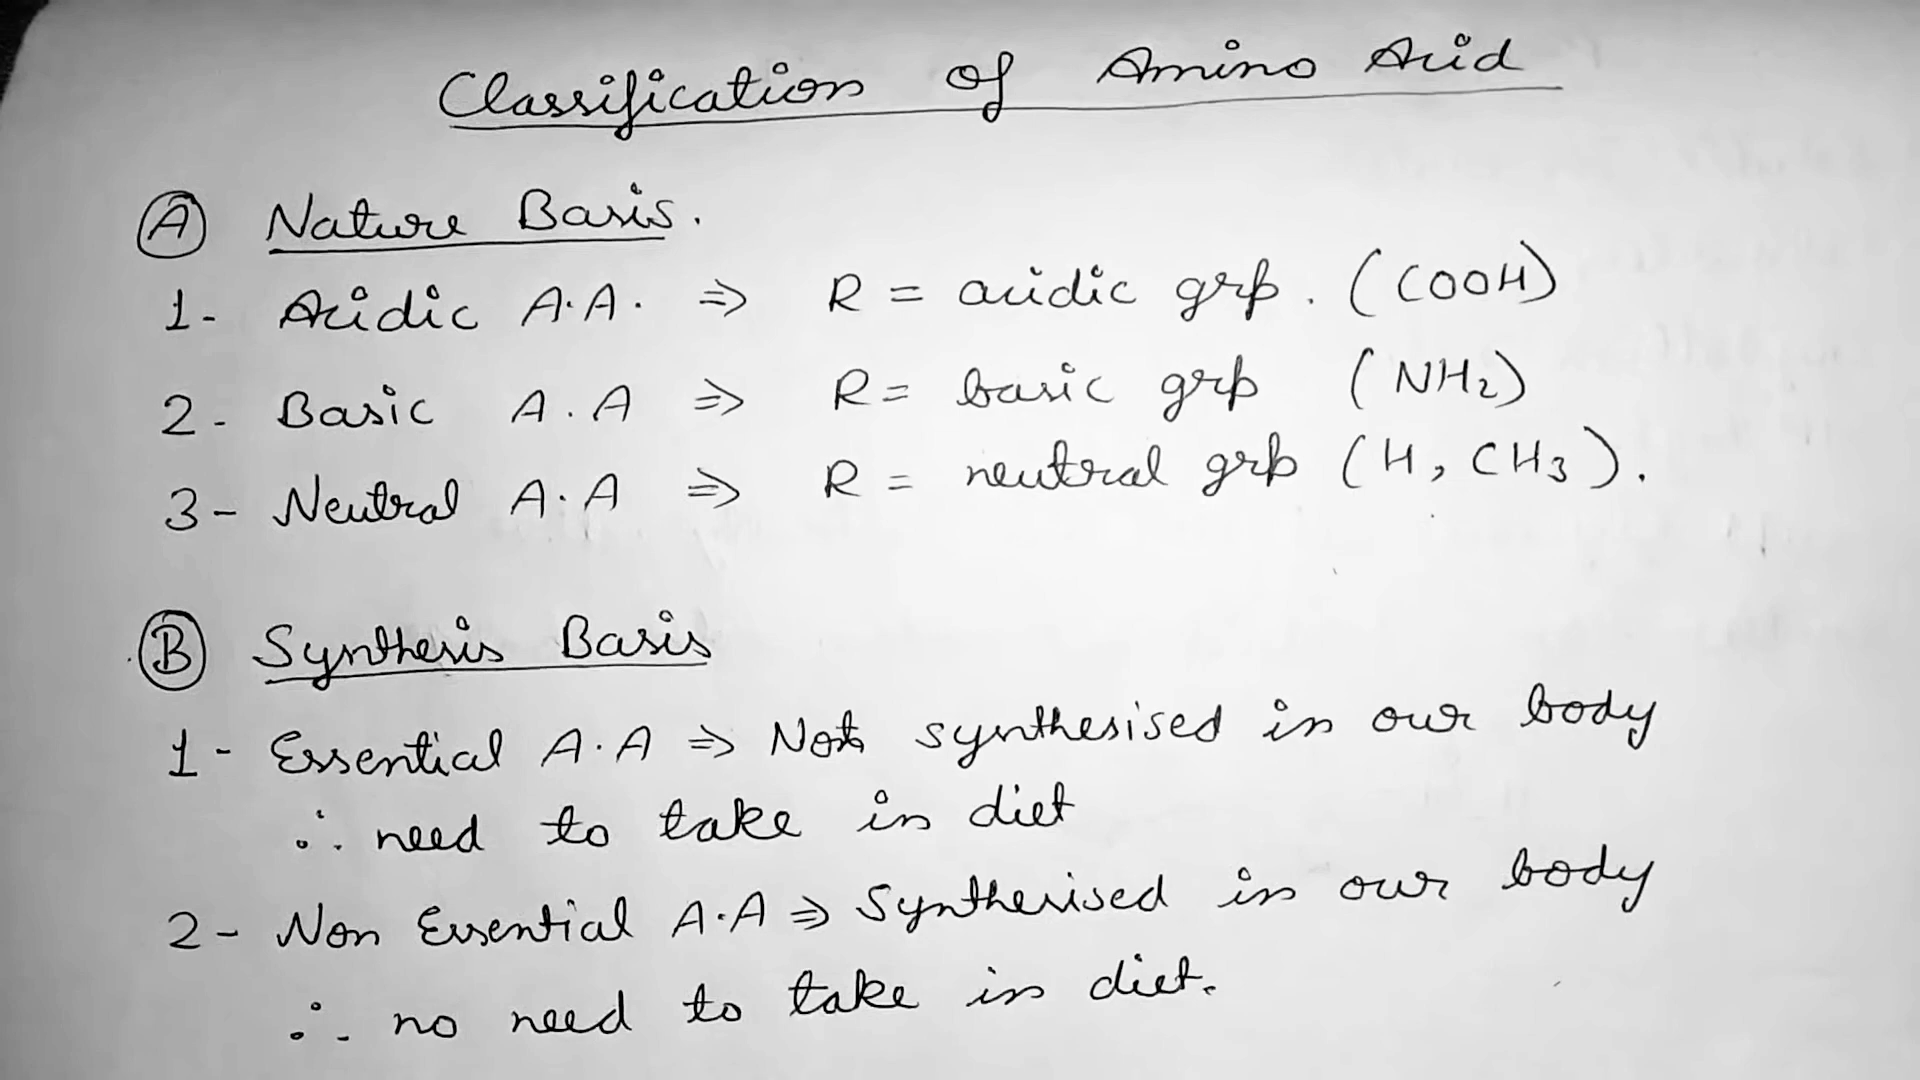 Classification of Amino Acid
Ⓐ Nature Basis.
1- Acidic A.A. ⇒ R = acidic grp. (COOH)
2- Basic A.A ⇒ R = basic grp (NH₂)
3- Neutral A.A ⇒ R = neutral grp (H, CH₃).
Ⓑ Synthesis Basis
1- Essential A.A ⇒ Not synthesised in our body
∴ need to take in diet
2- Non Essential A.A ⇒ Synthesised in our body
∴ no need to take in diet.